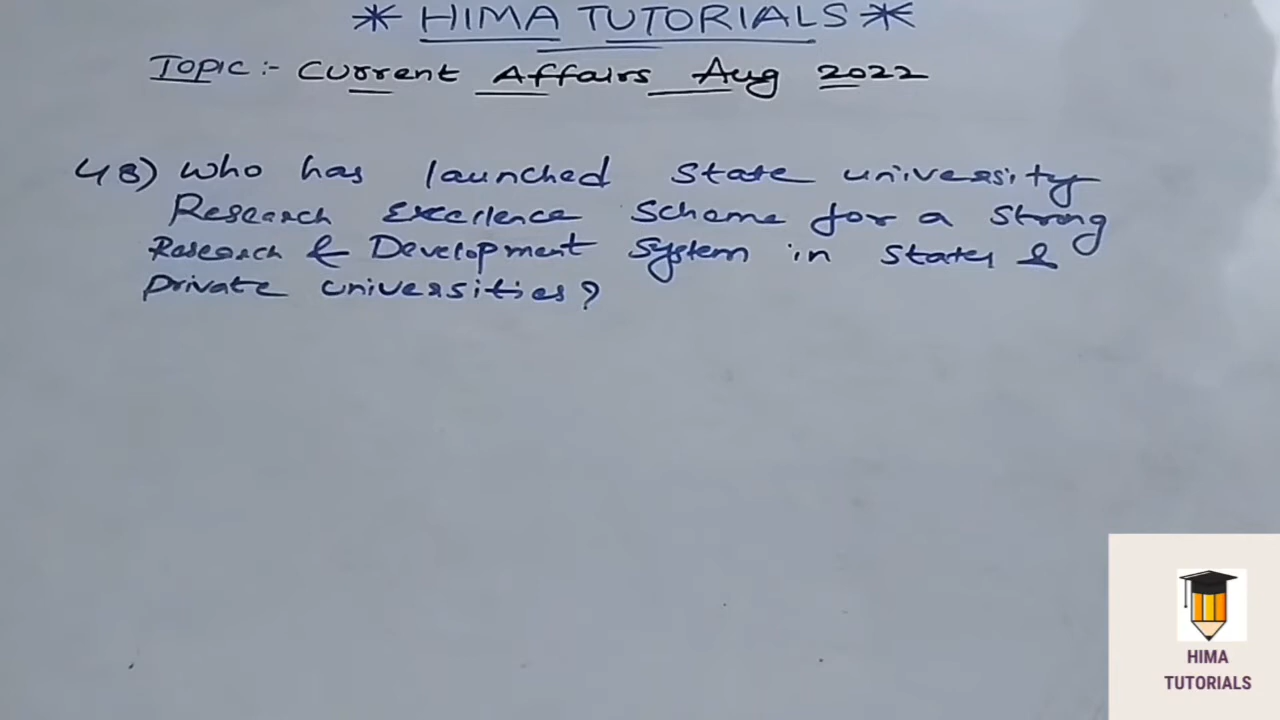 * HIMA TUTORIALS *
Topic:- Current Affairs Aug 2022
48) Who has launched State university
Research Excellence Scheme for a strong
Research & Development System in State &
Private universities?
HIMA
TUTORIALS